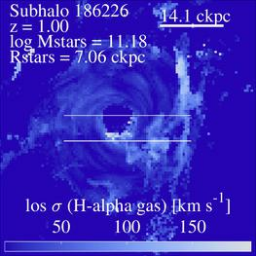 Subhalo 186226
14.1 ckpc
z = 1.00
log Mstars = 11.18
Rstars = 7.06 ckpc
los σ (H-alpha gas) [km s⁻¹]
50 100 150